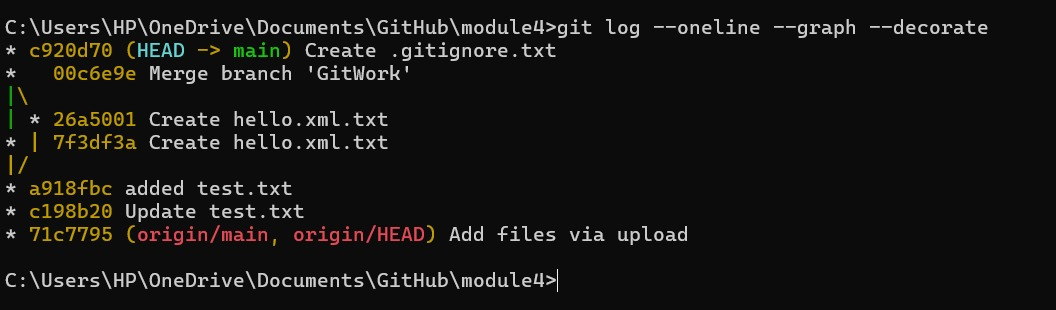 C:\Users\HP\OneDrive\Documents\GitHub\module4>git log --oneline --graph --decorate
* c920d70 (HEAD -> main) Create .gitignore.txt
*   00c6e9e Merge branch 'GitWork'
|\
| * 26a5001 Create hello.xml.txt
* | 7f3df3a Create hello.xml.txt
|/
* a918fbc added test.txt
* c198b20 Update test.txt
* 71c7795 (origin/main, origin/HEAD) Add files via upload
C:\Users\HP\OneDrive\Documents\GitHub\module4>